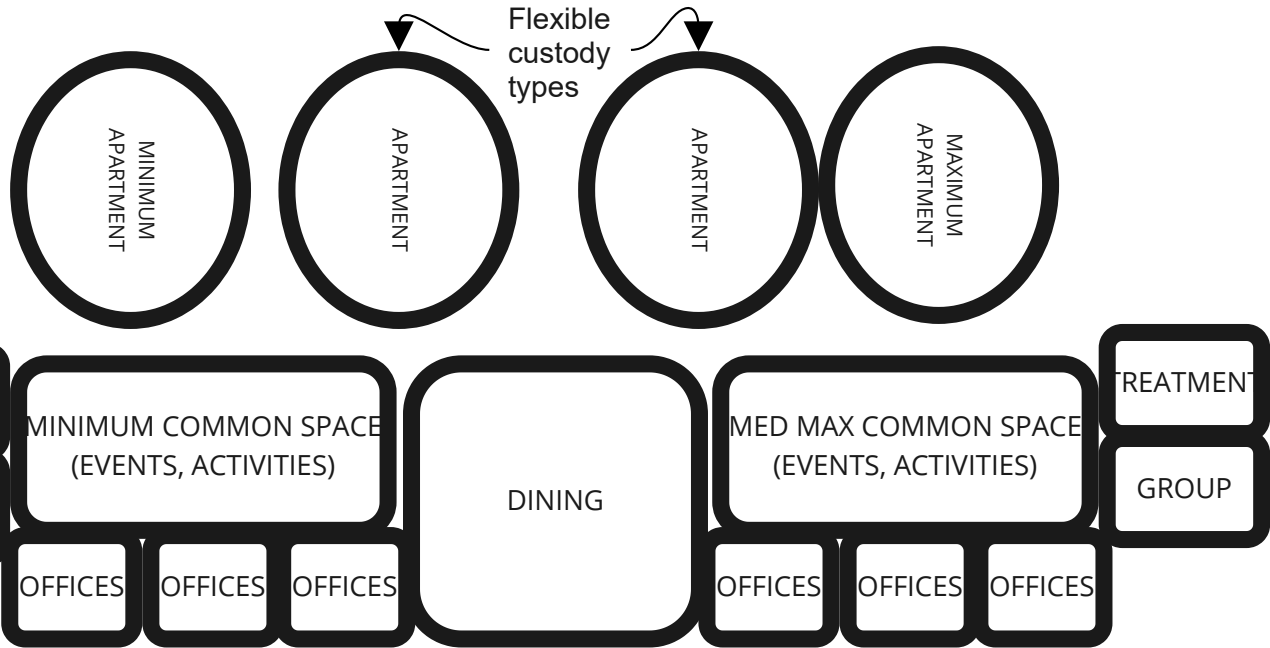 Flexible
custody
types
MINIMUM
APARTMENT
APARTMENT
APARTMENT
MAXIMUM
APARTMENT
MINIMUM COMMON SPACE
(EVENTS, ACTIVITIES)
DINING
MED MAX COMMON SPACE
(EVENTS, ACTIVITIES)
TREATMENT
GROUP
OFFICES
OFFICES
OFFICES
OFFICES
OFFICES
OFFICES